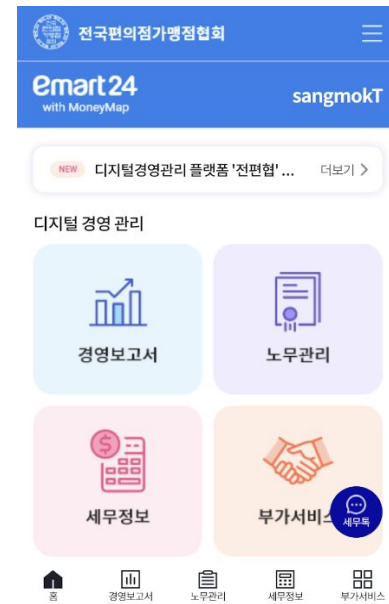 전국편의점가맹점협회
emart24
with MoneyMap
sangmokT
NEW 디지털경영관리 플랫폼 '전편협' ... 더보기 >
디지털 경영 관리
경영보고서
노무관리
세무정보
부가서비스
세무톡
홈
경영보고서
노무관리
세무정보
부가서비스